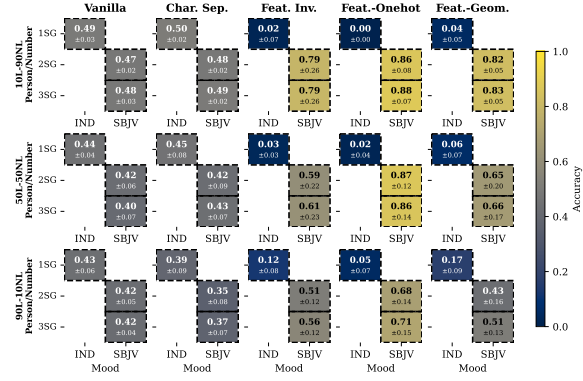 Vanilla Char. Sep. Feat. Inv. Feat.-Onehot Feat.-Geom.
10L-90NL
Person/Number
1SG
0.49 0.50 0.02 0.00 0.04
±0.03 ±0.02 ±0.07 ±0.00 ±0.05
2SG
0.47 0.48 0.79 0.86 0.82
±0.02 ±0.02 ±0.26 ±0.08 ±0.05
3SG
0.48 0.49 0.79 0.88 0.83
±0.03 ±0.02 ±0.26 ±0.07 ±0.05
IND SBJV IND SBJV IND SBJV IND SBJV IND SBJV
50L-50NL
Person/Number
1SG
0.44 0.45 0.03 0.02 0.06
±0.04 ±0.08 ±0.03 ±0.04 ±0.07
2SG
0.42 0.42 0.59 0.87 0.65
±0.06 ±0.09 ±0.22 ±0.12 ±0.20
3SG
0.40 0.43 0.61 0.86 0.66
±0.07 ±0.07 ±0.23 ±0.14 ±0.17
IND SBJV IND SBJV IND SBJV IND SBJV IND SBJV
90L-10NL
Person/Number
1SG
0.43 0.39 0.12 0.05 0.17
±0.06 ±0.09 ±0.08 ±0.07 ±0.09
2SG
0.42 0.35 0.51 0.68 0.43
±0.05 ±0.08 ±0.12 ±0.14 ±0.16
3SG
0.42 0.37 0.56 0.71 0.51
±0.04 ±0.07 ±0.12 ±0.15 ±0.13
IND SBJV IND SBJV IND SBJV IND SBJV IND SBJV
Mood Mood Mood Mood Mood
1.0
0.8
0.6
0.4
0.2
0.0
Accuracy